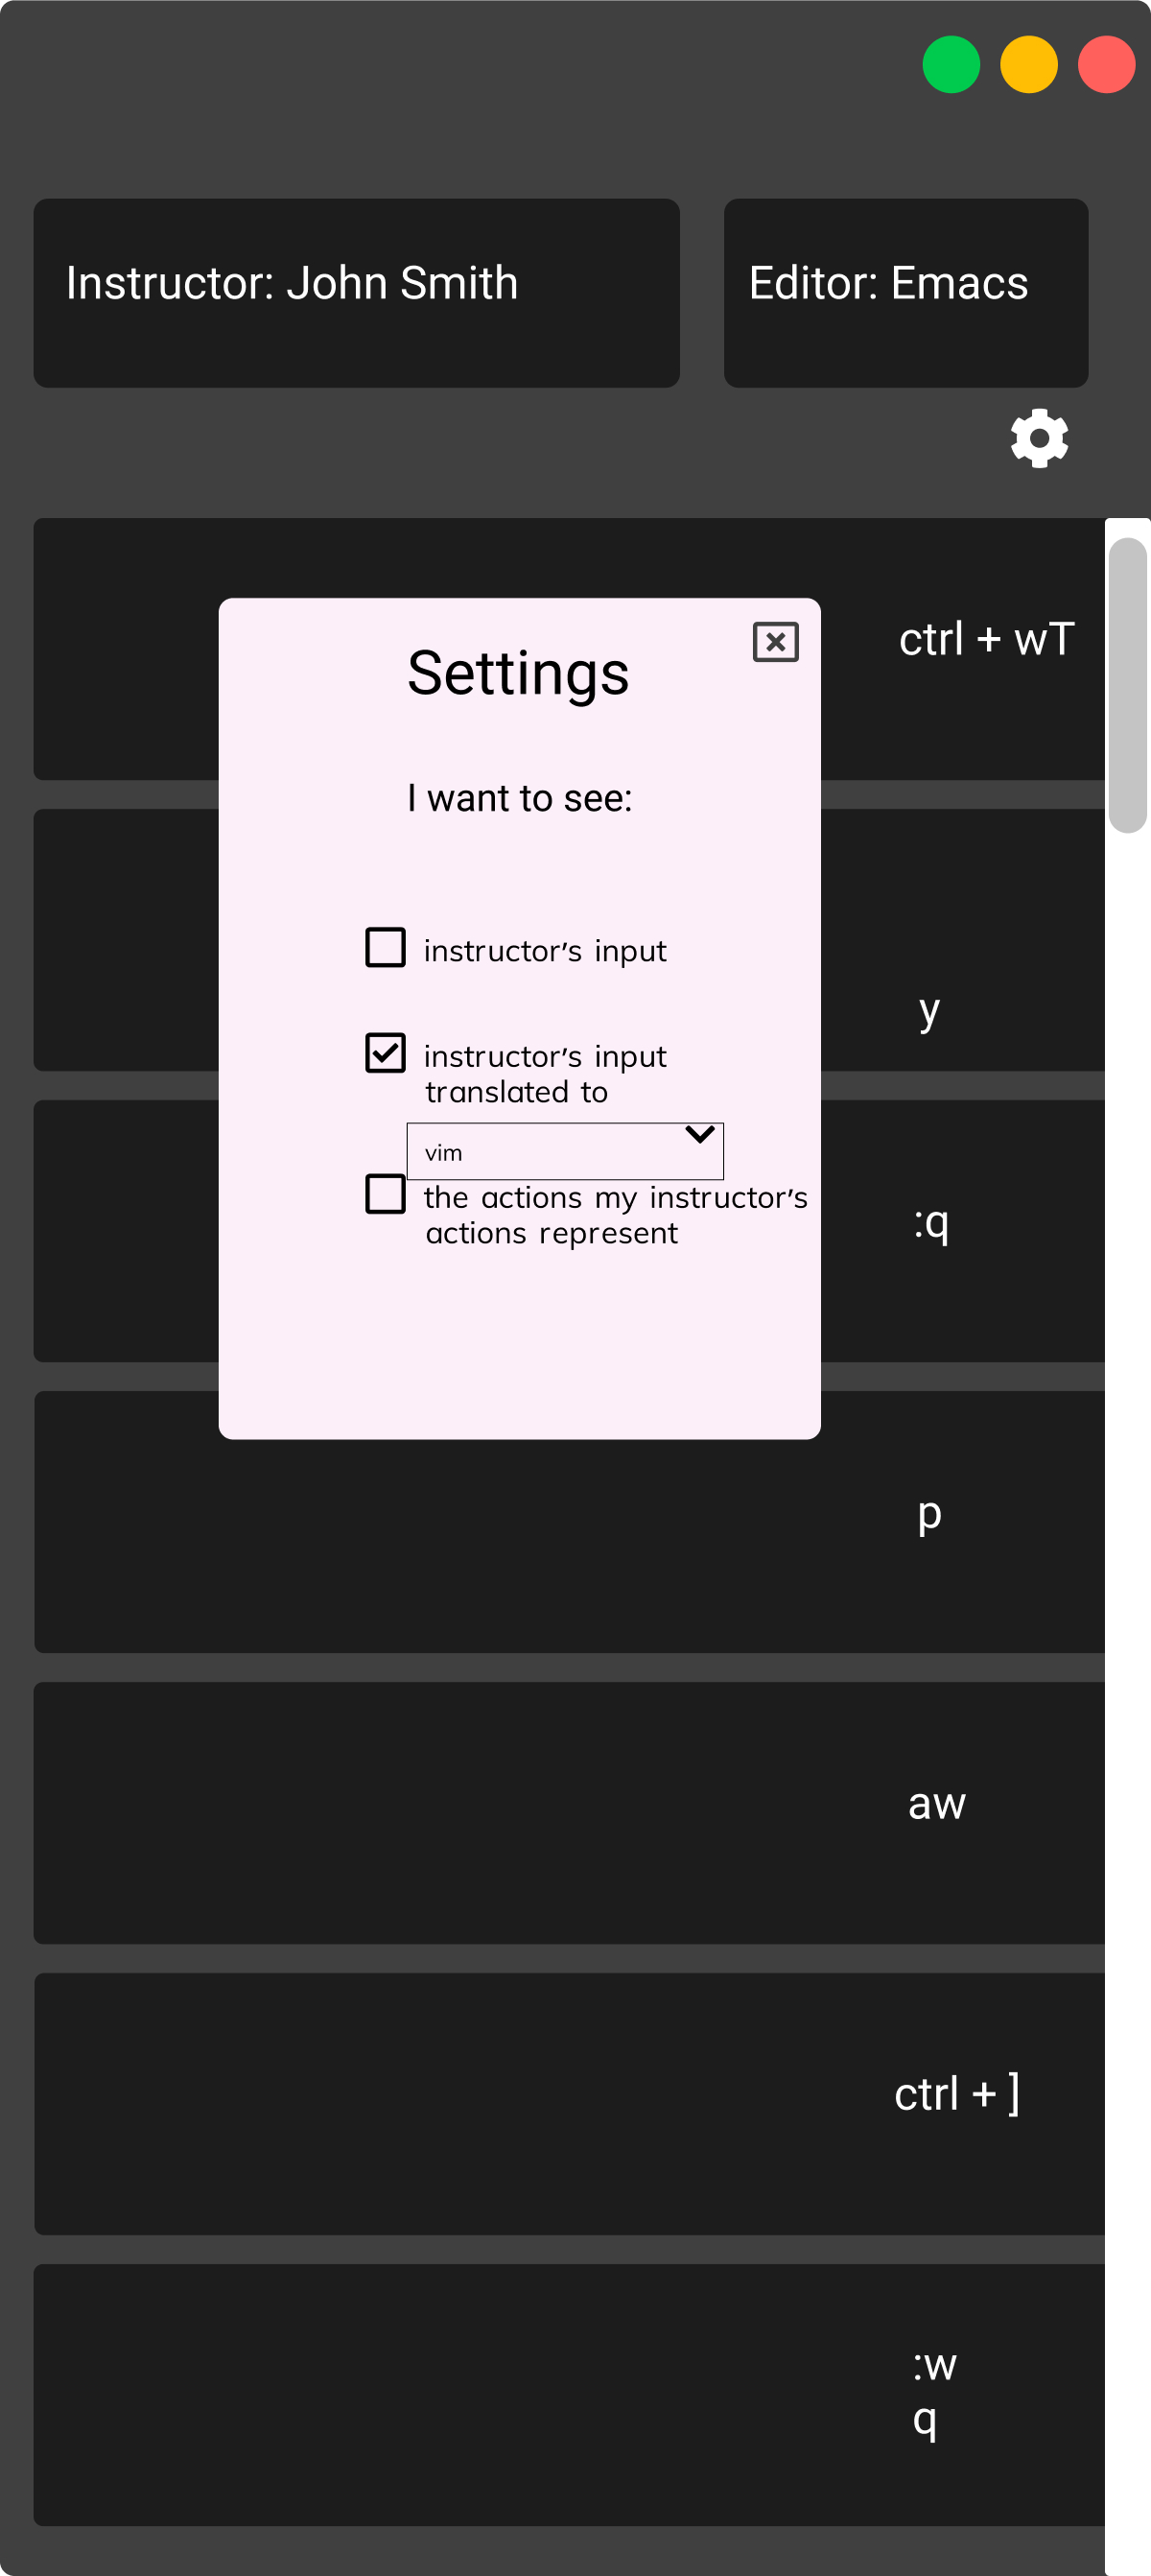 Instructor: John Smith
Editor: Emacs
ctrl + wT
Settings
I want to see:
instructor's input
y
instructor's input
translated to
vim
the actions my instructor's
actions represent
:q
p
aw
ctrl + ]
:w
q